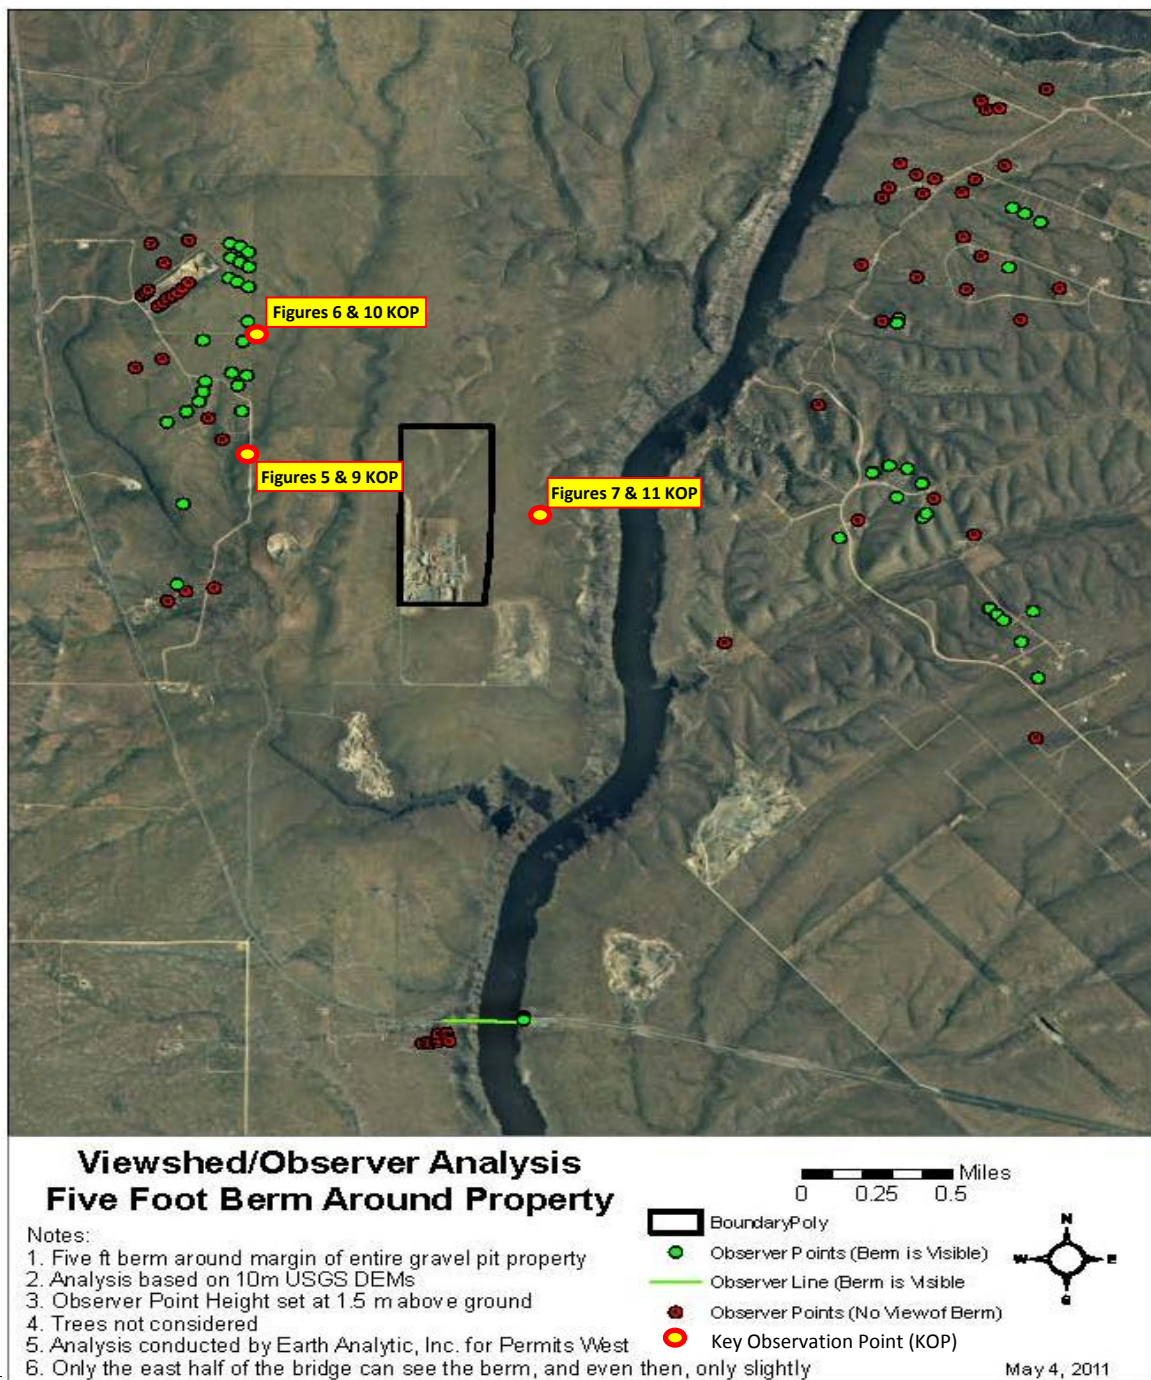 Figures 6 & 10 KOP
Figures 5 & 9 KOP
Figures 7 & 11 KOP
Viewshed/Observer Analysis
Five Foot Berm Around Property
Notes:
1. Five ft berm around margin of entire gravel pit property
2. Analysis based on 10m USGS DEMs
3. Observer Point Height set at 1.5 m above ground
4. Trees not considered
5. Analysis conducted by Earth Analytic, Inc. for Permits West
6. Only the east half of the bridge can see the berm, and even then, only slightly
Miles
0 0.25 0.5
BoundaryPoly
Observer Points (Berm is Visible)
Observer Line (Berm is Visible
Observer Points (No View of Berm)
Key Observation Point (KOP)
N
W E
S
May 4, 2011